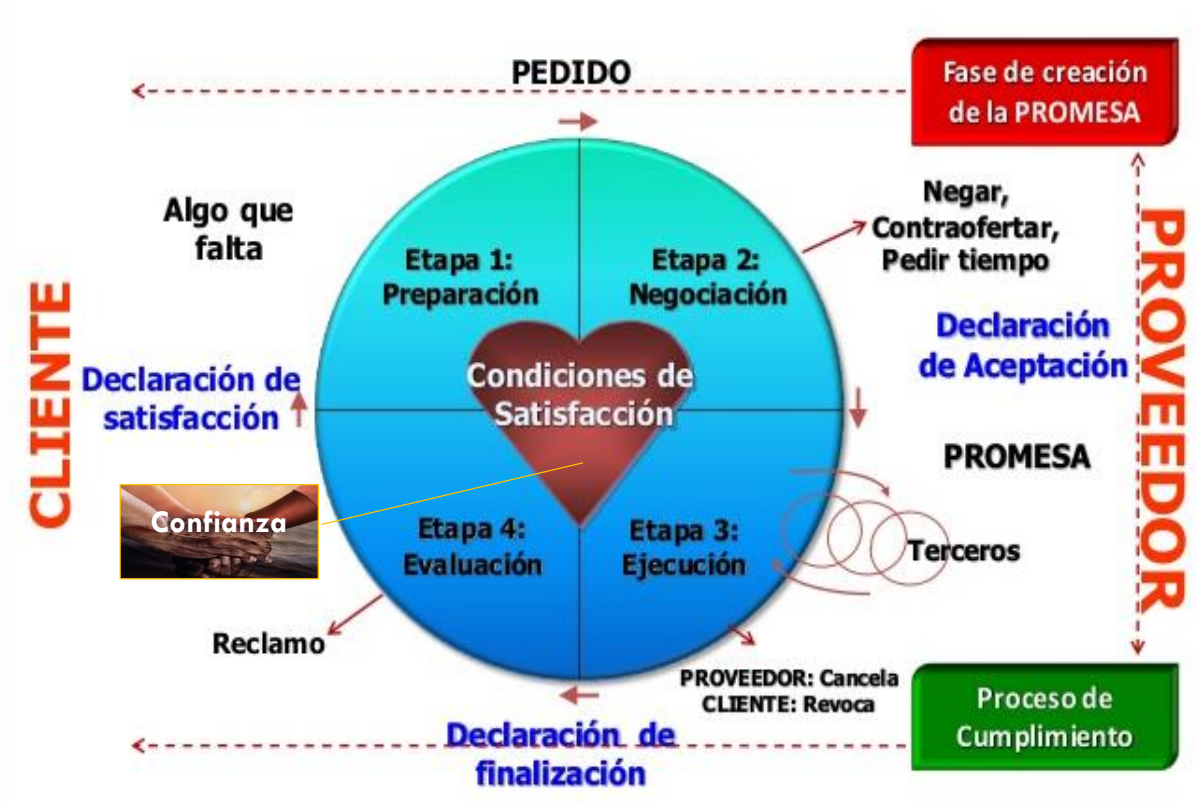 PEDIDO
Fase de creación
de la PROMESA
Algo que
falta
Negar,
Contraofertar,
Pedir tiempo
Etapa 1:
Preparación
Etapa 2:
Negociación
CLIENTE
PROVEEDOR
Declaración
de Aceptación
Declaración de
satisfacción
Condiciones de
Satisfacción
PROMESA
Confianza
Etapa 4:
Evaluación
Etapa 3:
Ejecución
Terceros
Reclamo
PROVEEDOR: Cancela
CLIENTE: Revoca
Proceso de
Cumplimiento
Declaración de
finalización